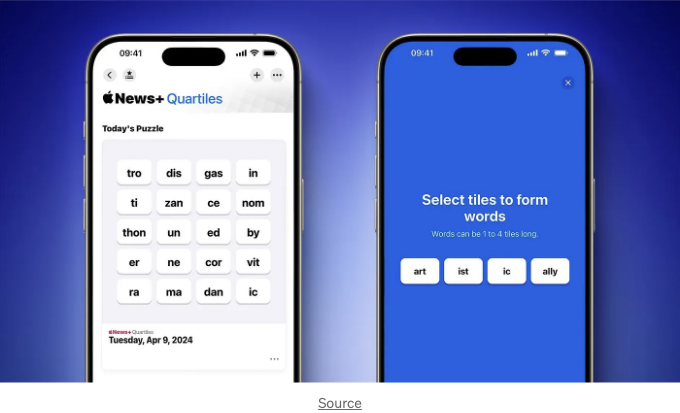 09:41
News+ Quartiles
Today's Puzzle
tro dis gas in
ti zan ce nom
thon un ed by
er ne cor vit
ra ma dan ic
News+ Quartiles
Tuesday, Apr 9, 2024
09:41
Select tiles to form
words
Words can be 1 to 4 tiles long.
art ist ic ally
Source